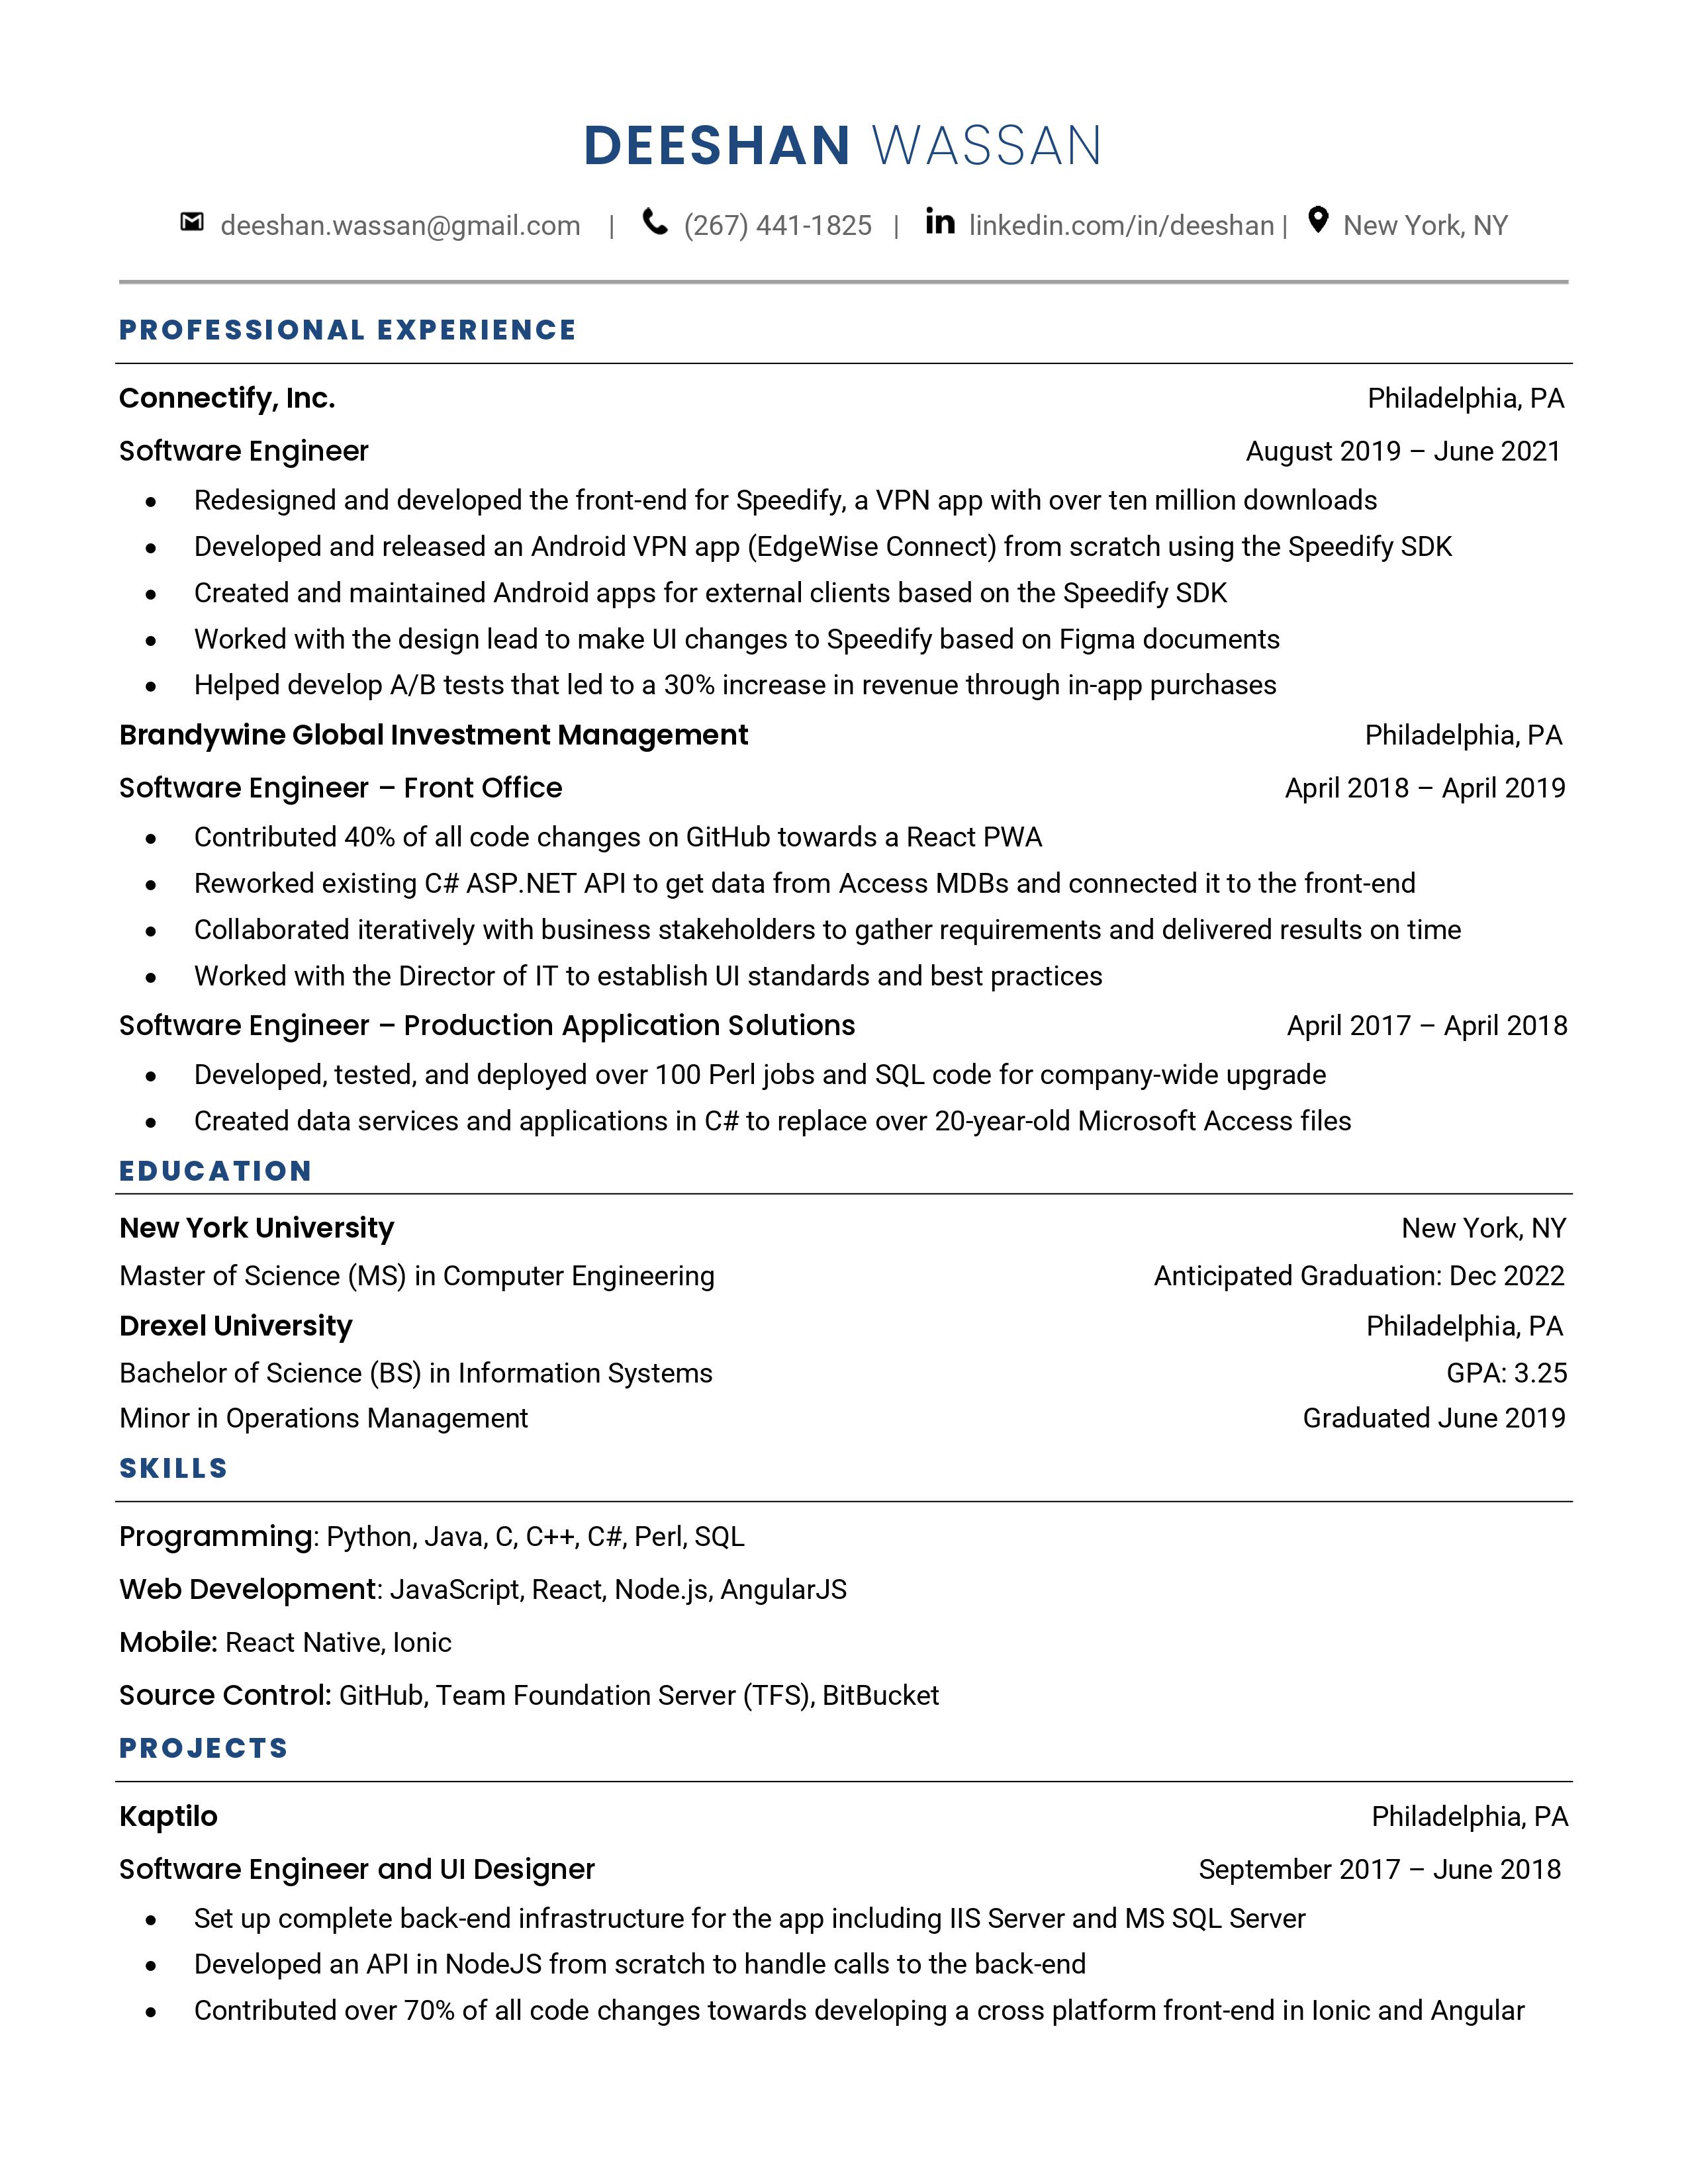 DEESHAN WASSAN
deeshan.wassan@gmail.com | (267) 441-1825 | linkedin.com/in/deeshan | New York, NY
PROFESSIONAL EXPERIENCE
Connectify, Inc. Philadelphia, PA
Software Engineer August 2019 – June 2021
● Redesigned and developed the front-end for Speedify, a VPN app with over ten million downloads
● Developed and released an Android VPN app (EdgeWise Connect) from scratch using the Speedify SDK
● Created and maintained Android apps for external clients based on the Speedify SDK
● Worked with the design lead to make UI changes to Speedify based on Figma documents
● Helped develop A/B tests that led to a 30% increase in revenue through in-app purchases
Brandywine Global Investment Management Philadelphia, PA
Software Engineer – Front Office April 2018 – April 2019
● Contributed 40% of all code changes on GitHub towards a React PWA
● Reworked existing C# ASP.NET API to get data from Access MDBs and connected it to the front-end
● Collaborated iteratively with business stakeholders to gather requirements and delivered results on time
● Worked with the Director of IT to establish UI standards and best practices
Software Engineer – Production Application Solutions April 2017 – April 2018
● Developed, tested, and deployed over 100 Perl jobs and SQL code for company-wide upgrade
● Created data services and applications in C# to replace over 20-year-old Microsoft Access files
EDUCATION
New York University New York, NY
Master of Science (MS) in Computer Engineering Anticipated Graduation: Dec 2022
Drexel University Philadelphia, PA
Bachelor of Science (BS) in Information Systems GPA: 3.25
Minor in Operations Management Graduated June 2019
SKILLS
Programming: Python, Java, C, C++, C#, Perl, SQL
Web Development: JavaScript, React, Node.js, AngularJS
Mobile: React Native, Ionic
Source Control: GitHub, Team Foundation Server (TFS), BitBucket
PROJECTS
Kaptilo Philadelphia, PA
Software Engineer and UI Designer September 2017 – June 2018
● Set up complete back-end infrastructure for the app including IIS Server and MS SQL Server
● Developed an API in NodeJS from scratch to handle calls to the back-end
● Contributed over 70% of all code changes towards developing a cross platform front-end in Ionic and Angular